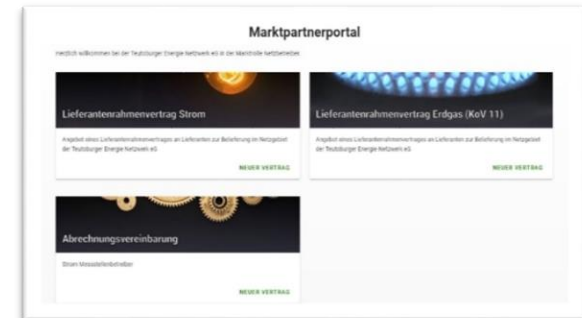 Marktpartnerportal
Herzlich willkommen bei der Teutoburger Energie Netzwerk eG in der Marktrolle Netzbetreiber.
Lieferantenrahmenvertrag Strom
Angebot eines Lieferantenrahmenvertrages an Lieferanten zur Belieferung im Netzgebiet
der Teutoburger Energie Netzwerk eG
NEUER VERTRAG
Lieferantenrahmenvertrag Erdgas (KoV 11)
Angebot eines Lieferantenrahmenvertrages an Lieferanten zur Belieferung im Netzgebiet
der Teutoburger Energie Netzwerk eG
NEUER VERTRAG
Abrechnungsvereinbarung
Strom Messstellenbetreiber
NEUER VERTRAG